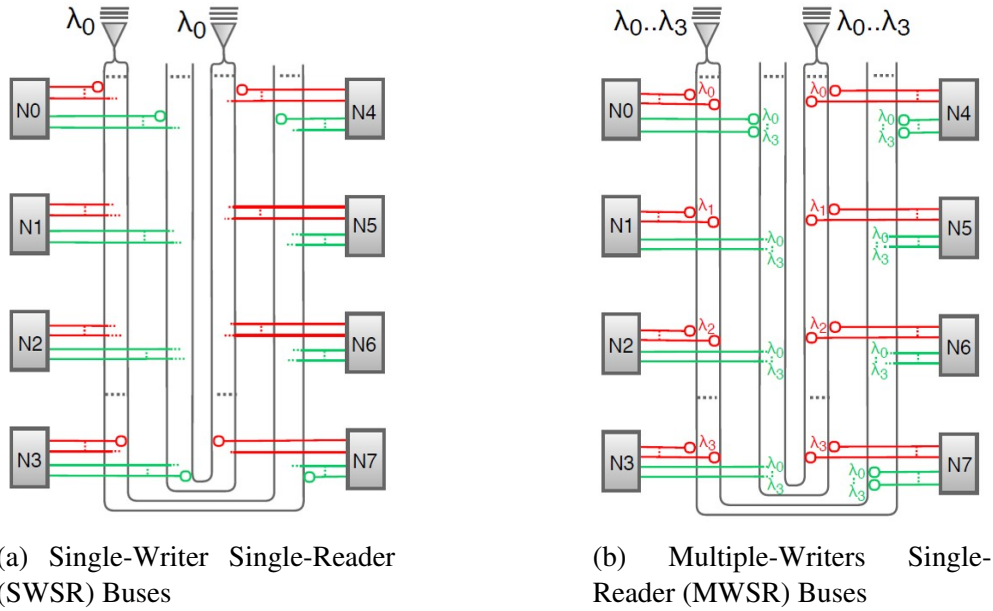 λ₀ λ₀
N0 N4
N1 N5
N2 N6
N3 N7
(a) Single-Writer Single-Reader
(SWSR) Buses
λ₀..λ₃ λ₀..λ₃
λ₀ λ₀
N0 λ₀ λ₀ N4
λ₃ λ₃
λ₁ λ₁
N1 λ₀ λ₀ N5
λ₃ λ₃
λ₂ λ₂
N2 λ₀ λ₀ N6
λ₃ λ₃
λ₃ λ₃
N3 λ₀ λ₀ N7
λ₃ λ₃
(b) Multiple-Writers Single-
Reader (MWSR) Buses